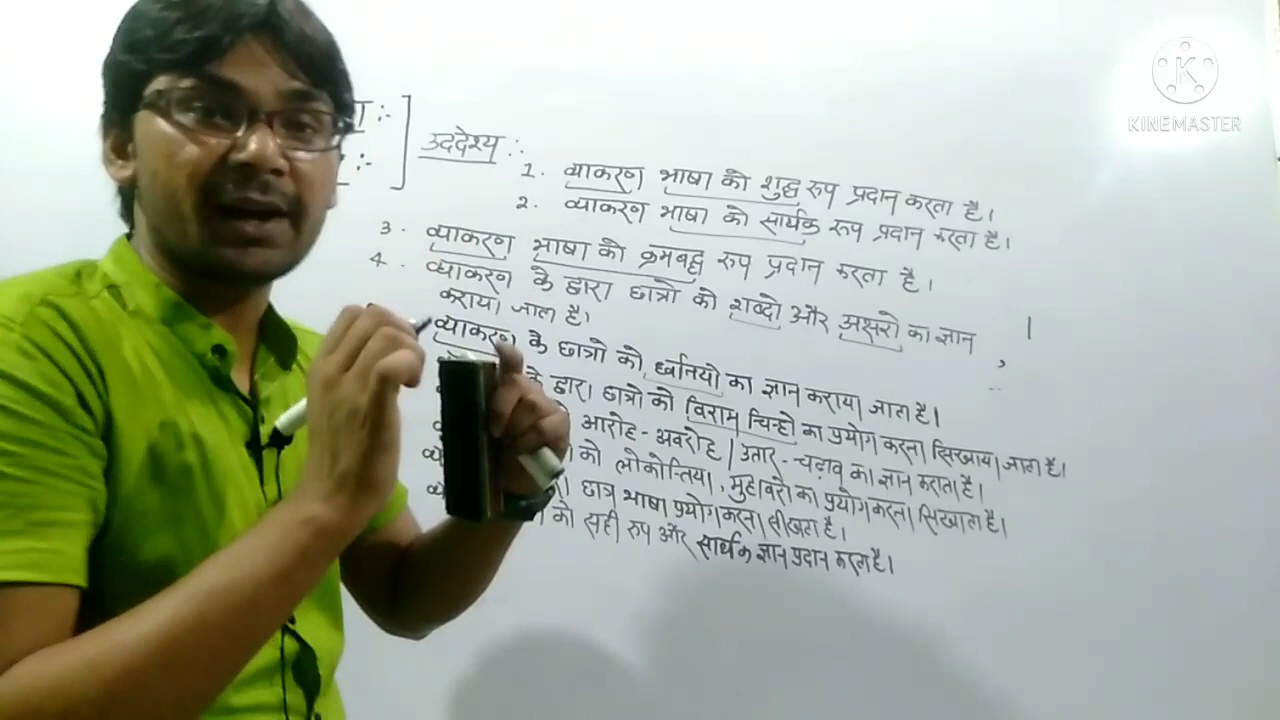 उददेश्य :-
1. व्याकरण भाषा को शुद्ध रुप प्रदान करता है।
2. व्याकरण भाषा को सार्थक रुप प्रदान करता है।
3. व्याकरण भाषा को क्रमबद्ध रुप प्रदान करता है।
4. व्याकरण के द्वारा छात्रो को शब्दो और अक्षरो का ज्ञान
कराया जाता है।
व्याकरण के छात्रो को ध्वनियो का ज्ञान कराया जाता है।
के द्वारा छात्रो को विराम चिन्हो का प्रयोग करना सिखाया जाता है।
आरोह-अवरोह / उतार-चढ़ाव का ज्ञान कराता है।
को लोकोन्तिया, मुहावरो का प्रयोग करना सिखाता है।
छात्र भाषा प्रयोग करना सीखता है।
को सही रुप और सार्थक ज्ञान प्रदान करता है।
KINEMASTER